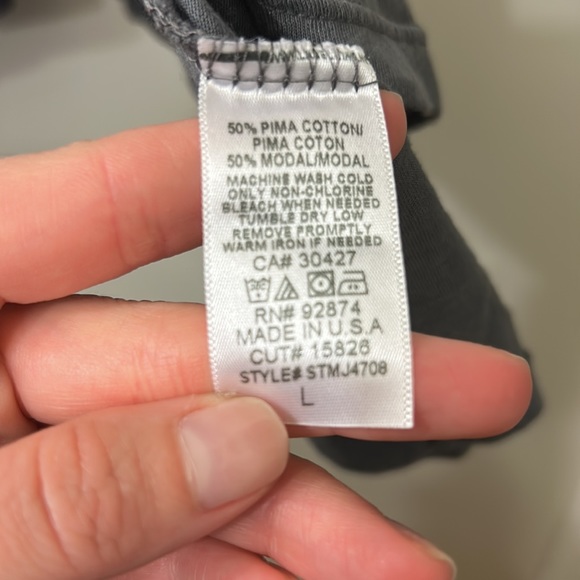 50% PIMA COTTON/
PIMA COTON
50% MODAL/MODAL
MACHINE WASH COLD
ONLY NON-CHLORINE
BLEACH WHEN NEEDED
TUMBLE DRY LOW
REMOVE PROMPTLY
WARM IRON IF NEEDED
CA# 30427
RN# 92874
MADE IN U.S.A
CUT# 15826
STYLE# STMJ4708
L